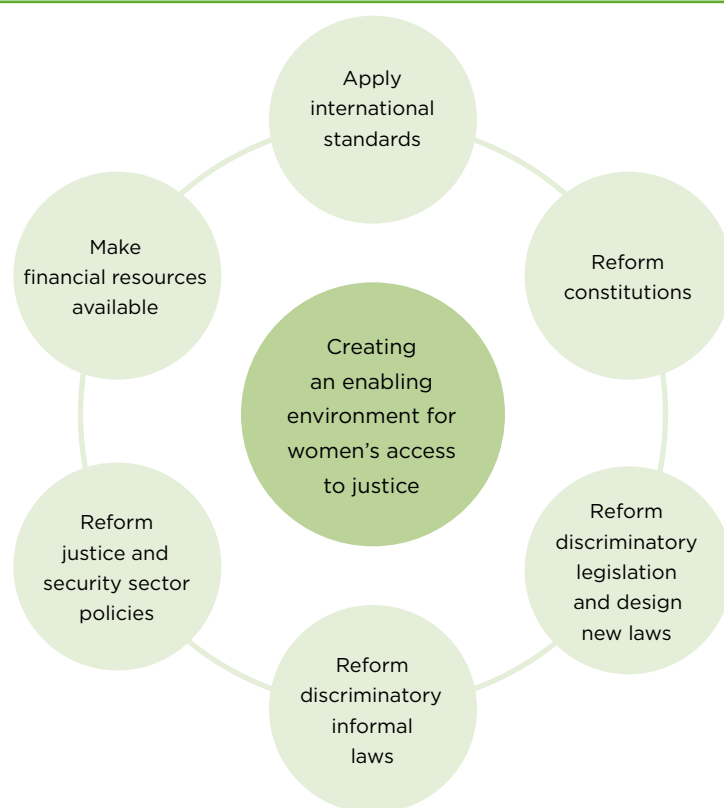 Apply
international
standards
Reform
constitutions
Reform
discriminatory
legislation
and design
new laws
Reform
discriminatory
informal
laws
Reform
justice and
security sector
policies
Make
financial resources
available
Creating
an enabling
environment for
women’s access
to justice